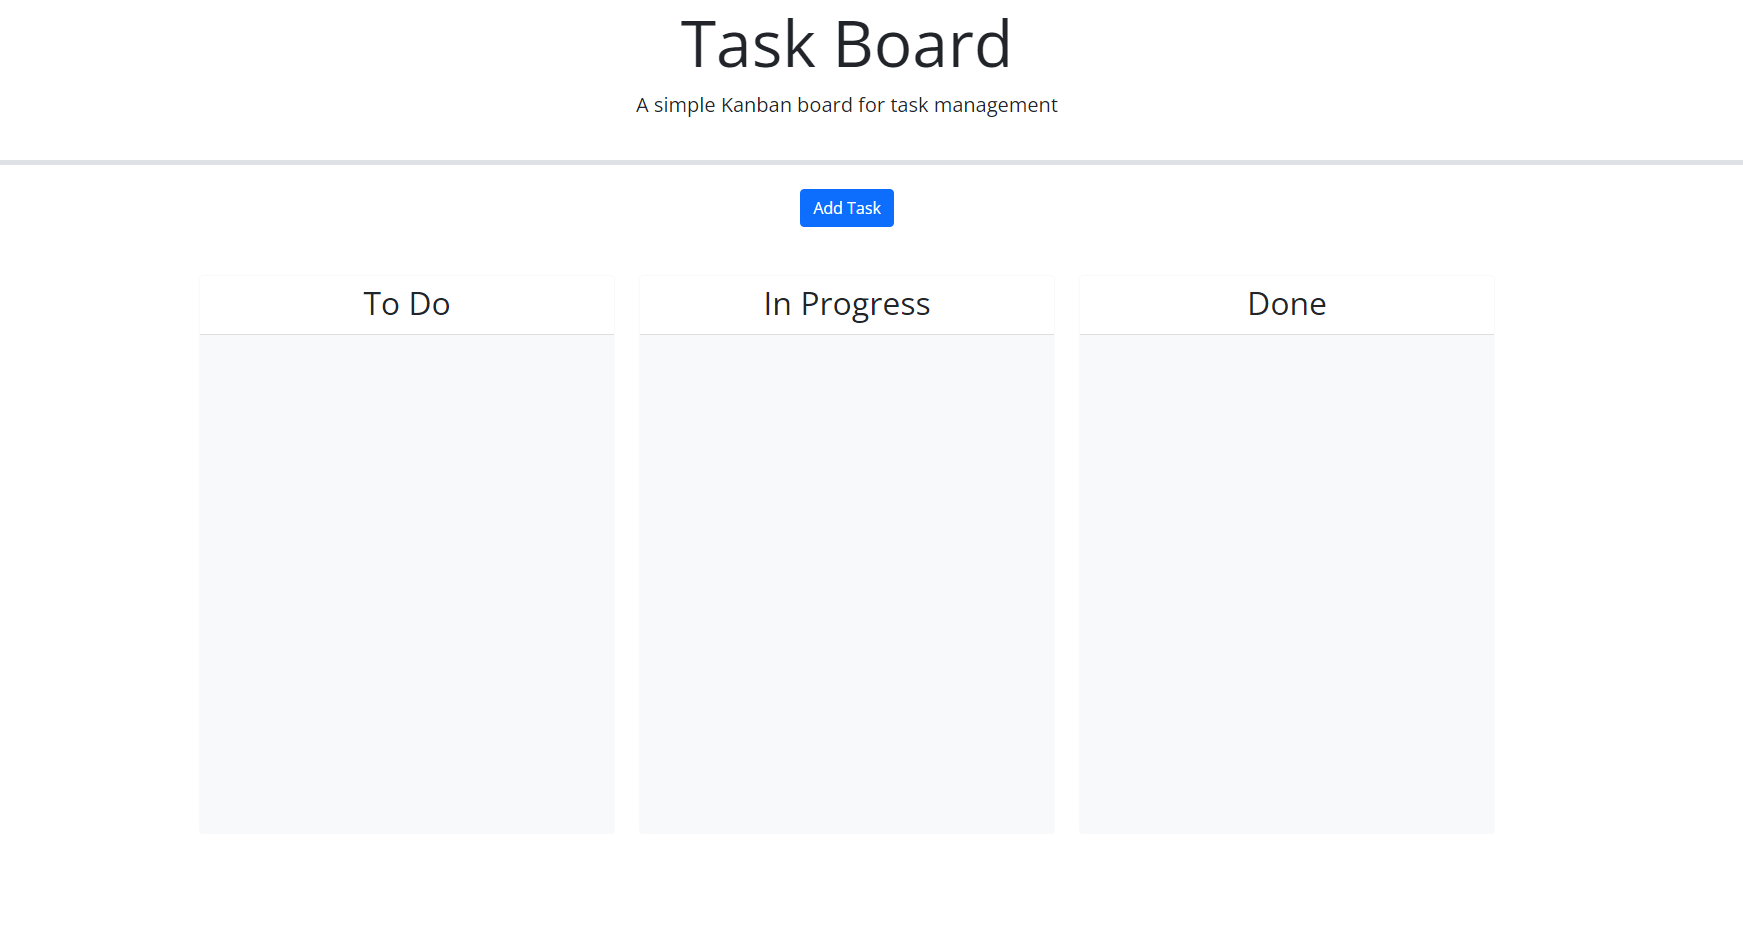 Task Board
A simple Kanban board for task management
Add Task
To Do
In Progress
Done